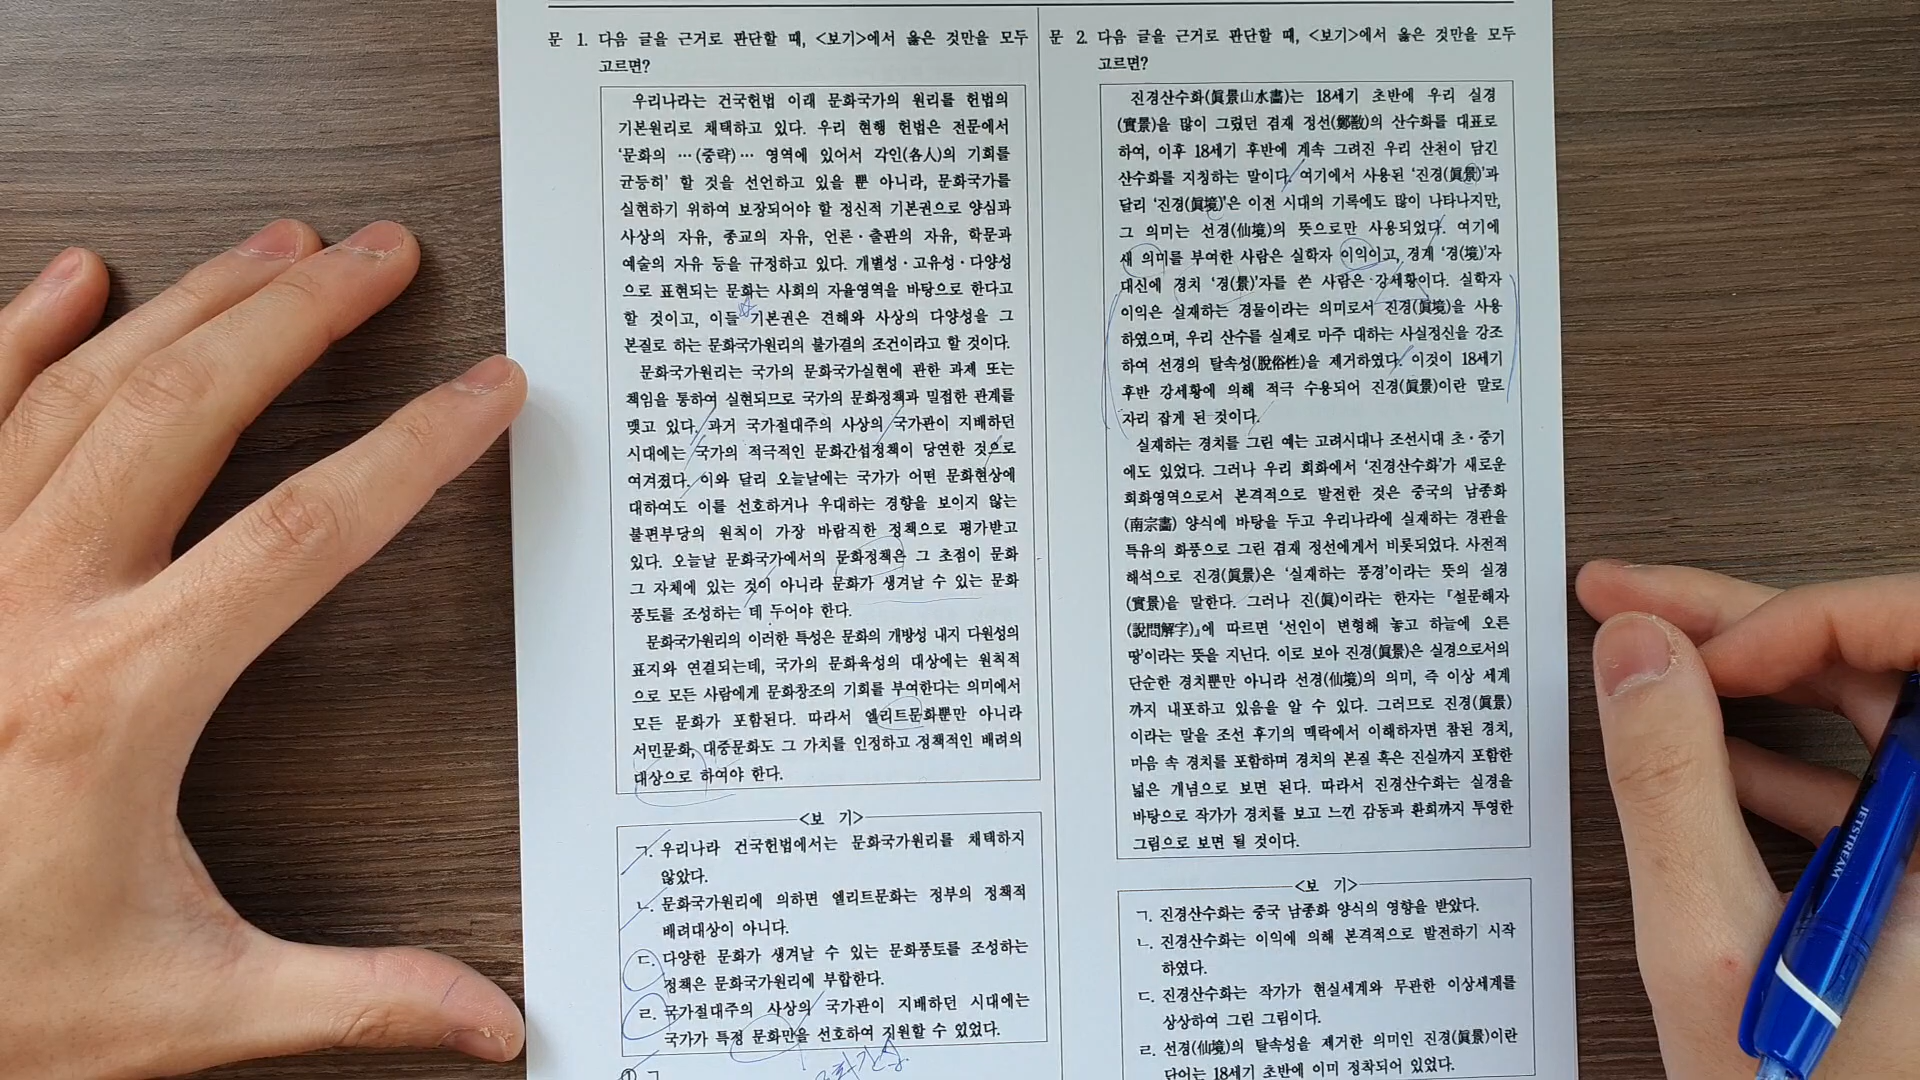 문 1. 다음 글을 근거로 판단할 때, <보기>에서 옳은 것만을 모두
고르면?
우리나라는 건국헌법 이래 문화국가의 원리를 헌법의
기본원리로 채택하고 있다. 우리 현행 헌법은 전문에서
‘문화의 …(중략)… 영역에 있어서 각인(各人)의 기회를
균등히’ 할 것을 선언하고 있을 뿐 아니라, 문화국가를
실현하기 위하여 보장되어야 할 정신적 기본권으로 양심과
사상의 자유, 종교의 자유, 언론·출판의 자유, 학문과
예술의 자유 등을 규정하고 있다. 개별성·고유성·다양성
으로 표현되는 문화는 사회의 자율영역을 바탕으로 한다고
할 것이고, 이들 기본권은 견해와 사상의 다양성을 그
본질로 하는 문화국가원리의 불가결의 조건이라고 할 것이다.
문화국가원리는 국가의 문화국가실현에 관한 과제 또는
책임을 통하여 실현되므로 국가의 문화정책과 밀접한 관계를
맺고 있다. 과거 국가절대주의 사상의 국가관이 지배하던
시대에는 국가의 적극적인 문화간섭정책이 당연한 것으로
여겨졌다. 이와 달리 오늘날에는 국가가 어떤 문화현상에
대하여도 이를 선호하거나 우대하는 경향을 보이지 않는
불편부당의 원칙이 가장 바람직한 정책으로 평가받고
있다. 오늘날 문화국가에서의 문화정책은 그 초점이 문화
그 자체에 있는 것이 아니라 문화가 생겨날 수 있는 문화
풍토를 조성하는 데 두어야 한다.
문화국가원리의 이러한 특성은 문화의 개방성 내지 다원성의
표지와 연결되는데, 국가의 문화육성의 대상에는 원칙적
으로 모든 사람에게 문화창조의 기회를 부여한다는 의미에서
모든 문화가 포함된다. 따라서 엘리트문화뿐만 아니라
서민문화, 대중문화도 그 가치를 인정하고 정책적인 배려의
대상으로 하여야 한다.
<보 기>
ㄱ. 우리나라 건국헌법에서는 문화국가원리를 채택하지
않았다.
ㄴ. 문화국가원리에 의하면 엘리트문화는 정부의 정책적
배려대상이 아니다.
ㄷ. 다양한 문화가 생겨날 수 있는 문화풍토를 조성하는
정책은 문화국가원리에 부합한다.
ㄹ. 국가절대주의 사상의 국가관이 지배하던 시대에는
국가가 특정 문화만을 선호하여 지원할 수 있었다.
① ㄱ
문 2. 다음 글을 근거로 판단할 때, <보기>에서 옳은 것만을 모두
고르면?
진경산수화(眞景山水畵)는 18세기 초반에 우리 실경
(實景)을 많이 그렸던 겸재 정선(鄭敾)의 산수화를 대표로
하여, 이후 18세기 후반에 계속 그려진 우리 산천이 담긴
산수화를 지칭하는 말이다. 여기에서 사용된 ‘진경(眞景)’과
달리 ‘진경(眞境)’은 이전 시대의 기록에도 많이 나타나지만,
그 의미는 선경(仙境)의 뜻으로만 사용되었다. 여기에
새 의미를 부여한 사람은 실학자 이익이고, 경계 ‘경(境)’자
대신에 경치 ‘경(景)’자를 쓴 사람은 강세황이다. 실학자
이익은 실재하는 경물이라는 의미로서 진경(眞境)을 사용
하였으며, 우리 산수를 실제로 마주 대하는 사실정신을 강조
하여 선경의 탈속성(脫俗性)을 제거하였다. 이것이 18세기
후반 강세황에 의해 적극 수용되어 진경(眞景)이란 말로
자리 잡게 된 것이다.
실재하는 경치를 그린 예는 고려시대나 조선시대 초·중기
에도 있었다. 그러나 우리 회화에서 ‘진경산수화’가 새로운
회화영역으로서 본격적으로 발전한 것은 중국의 남종화
(南宗畵) 양식에 바탕을 두고 우리나라에 실재하는 경관을
특유의 화풍으로 그린 겸재 정선에게서 비롯되었다. 사전적
해석으로 진경(眞景)은 ‘실재하는 풍경’이라는 뜻의 실경
(實景)을 말한다. 그러나 진(眞)이라는 한자는 『설문해자
(說問解字)』에 따르면 ‘선인이 변형해 놓고 하늘에 오른
땅’이라는 뜻을 지닌다. 이로 보아 진경(眞景)은 실경으로서의
단순한 경치뿐만 아니라 선경(仙境)의 의미, 즉 이상 세계
까지 내포하고 있음을 알 수 있다. 그러므로 진경(眞景)
이라는 말을 조선 후기의 맥락에서 이해하자면 참된 경치,
마음 속 경치를 포함하며 경치의 본질 혹은 진실까지 포함한
넓은 개념으로 보면 된다. 따라서 진경산수화는 실경을
바탕으로 작가가 경치를 보고 느낀 감동과 환희까지 투영한
그림으로 보면 될 것이다.
<보 기>
ㄱ. 진경산수화는 중국 남종화 양식의 영향을 받았다.
ㄴ. 진경산수화는 이익에 의해 본격적으로 발전하기 시작
하였다.
ㄷ. 진경산수화는 작가가 현실세계와 무관한 이상세계를
상상하여 그린 그림이다.
ㄹ. 선경(仙境)의 탈속성을 제거한 의미인 진경(眞景)이란
단어는 18세기 초반에 이미 정착되어 있었다.
JETSTREAM